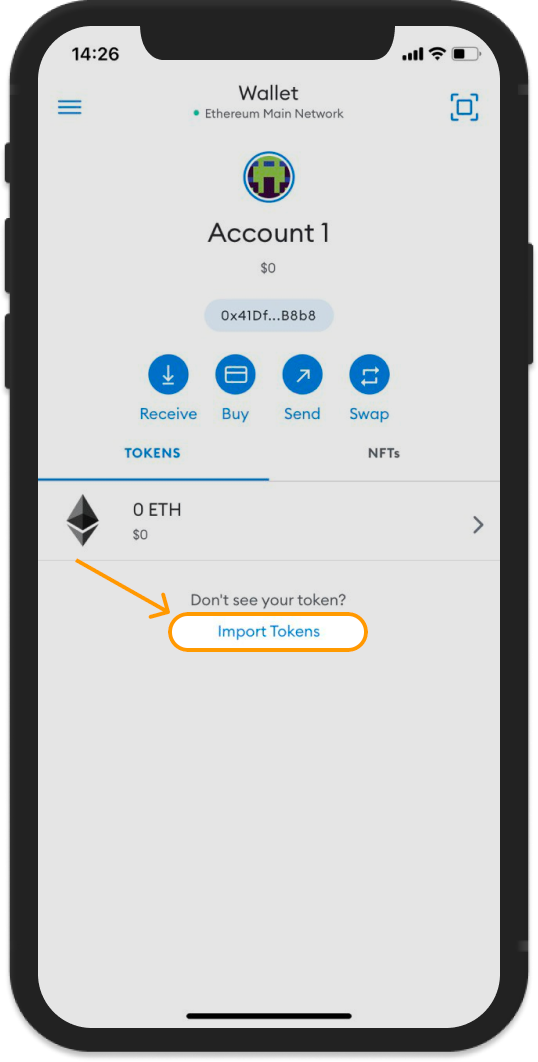 14:26
Wallet
Ethereum Main Network
Account 1
$0
0x41Df...B8b8
Receive
Buy
Send
Swap
TOKENS
NFTs
0 ETH
$0
Don't see your token?
Import Tokens